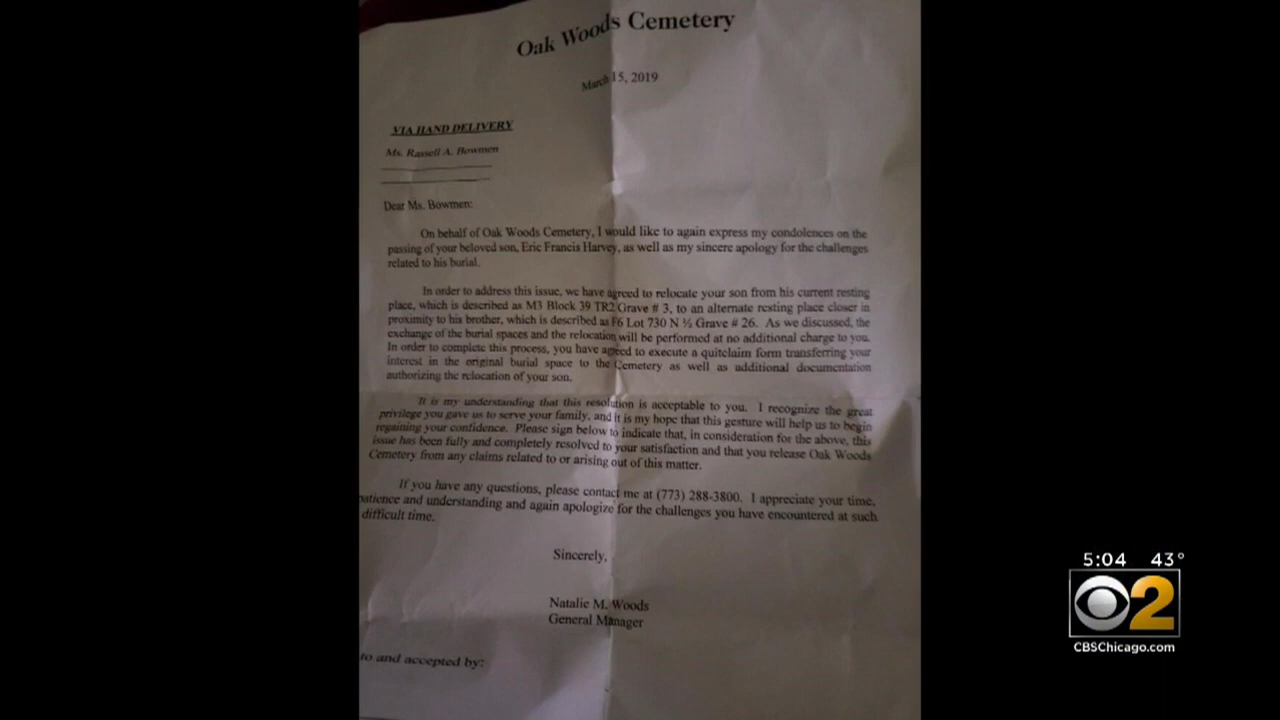 Oak Woods Cemetery
March 15, 2019
VIA HAND DELIVERY
Ms. Rassell A. Bowmen
Dear Ms. Bowmen:
On behalf of Oak Woods Cemetery, I would like to again express my condolences on the
passing of your beloved son, Eric Francis Harvey, as well as my sincere apology for the challenges
related to his burial.
In order to address this issue, we have agreed to relocate your son from his current resting
place, which is described as M3 Block 39 TR2 Grave # 3, to an alternate resting place closer in
proximity to his brother, which is described as F6 Lot 730 N ½ Grave # 26. As we discussed, the
exchange of the burial spaces and the relocation will be performed at no additional charge to you.
In order to complete this process, you have agreed to execute a quitclaim form transferring your
interest in the original burial space to the Cemetery as well as additional documentation
authorizing the relocation of your son.
It is my understanding that this resolution is acceptable to you. I recognize the great
privilege you gave us to serve your family, and it is my hope that this gesture will help us to begin
regaining your confidence. Please sign below to indicate that, in consideration for the above, this
issue has been fully and completely resolved to your satisfaction and that you release Oak Woods
Cemetery from any claims related to or arising out of this matter.
If you have any questions, please contact me at (773) 288-3800. I appreciate your time,
patience and understanding and again apologize for the challenges you have encountered at such
difficult time.
Sincerely,
Natalie M. Woods
General Manager
to and accepted by:
5:04 43°
2
CBSChicago.com